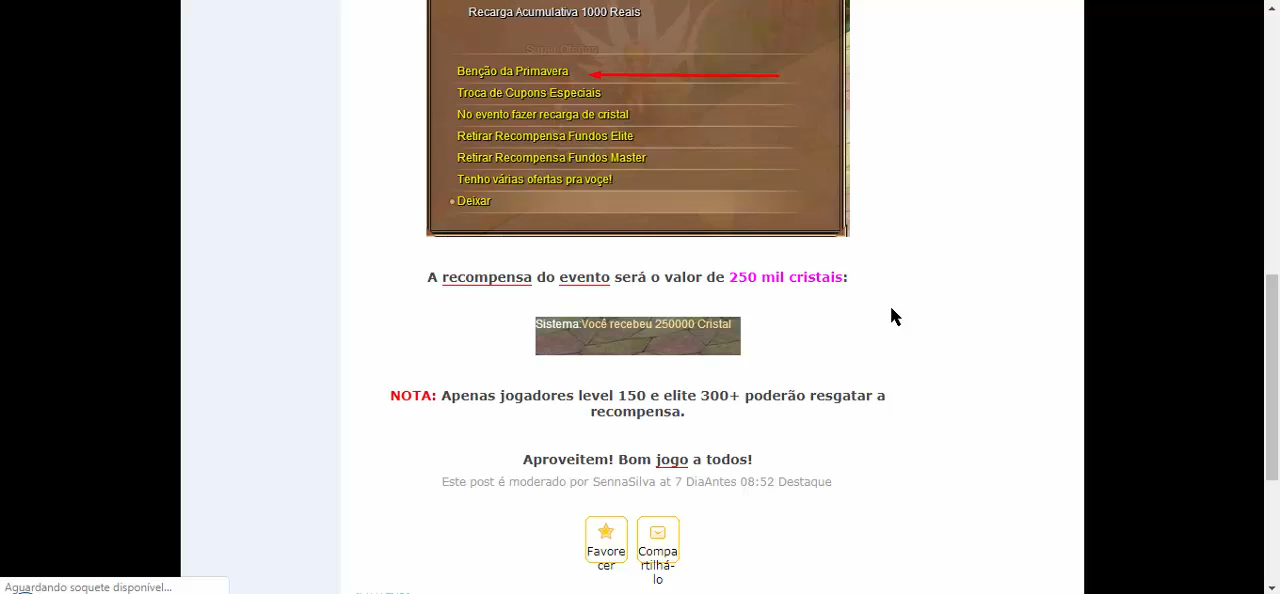 Recarga Acumulativa 1000 Reais
Super Ofertas
Benção da Primavera
Troca de Cupons Especiais
No evento fazer recarga de cristal
Retirar Recompensa Fundos Elite
Retirar Recompensa Fundos Master
Tenho várias ofertas pra voçe!
Deixar
A recompensa do evento será o valor de 250 mil cristais:
Sistema:Você recebeu 250000 Cristal
NOTA: Apenas jogadores level 150 e elite 300+ poderão resgatar a
recompensa.
Aproveitem! Bom jogo a todos!
Este post é moderado por SennaSilva at 7 DiaAntes 08:52 Destaque
Favore
cer
Compa
rtilhá-
lo
Aguardando soquete disponível...